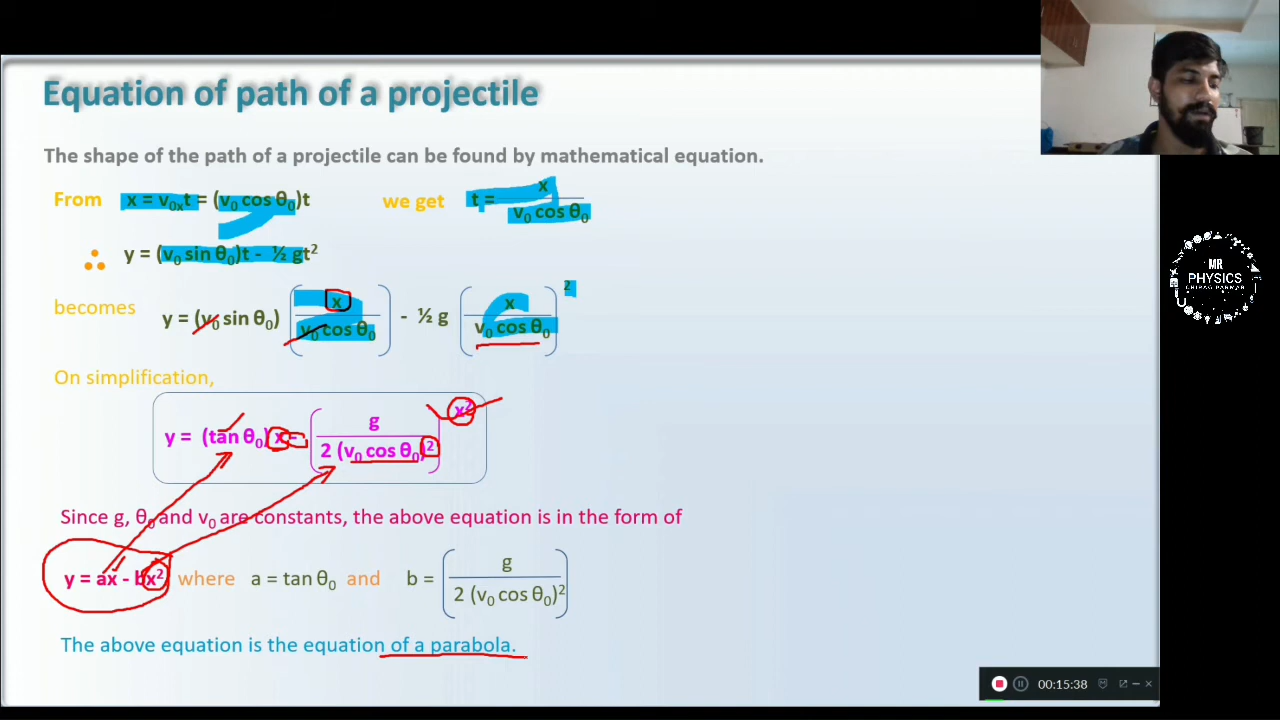 Equation of path of a projectile
The shape of the path of a projectile can be found by mathematical equation.
From x = v₀ₓt = (v₀ cos θ₀)t we get t = x / v₀ cos θ₀
∴ y = (v₀ sin θ₀)t - ½ gt²
becomes y = (v₀ sin θ₀) (x / v₀ cos θ₀) - ½ g (x / v₀ cos θ₀)²
On simplification,
y = (tan θ₀) x - (g / 2 (v₀ cos θ₀)²) x²
Since g, θ₀ and v₀ are constants, the above equation is in the form of
y = ax - bx² where a = tan θ₀ and b = (g / 2 (v₀ cos θ₀)²)
The above equation is the equation of a parabola.
MR
PHYSICS
CHIRAG PARMAR
00:15:38